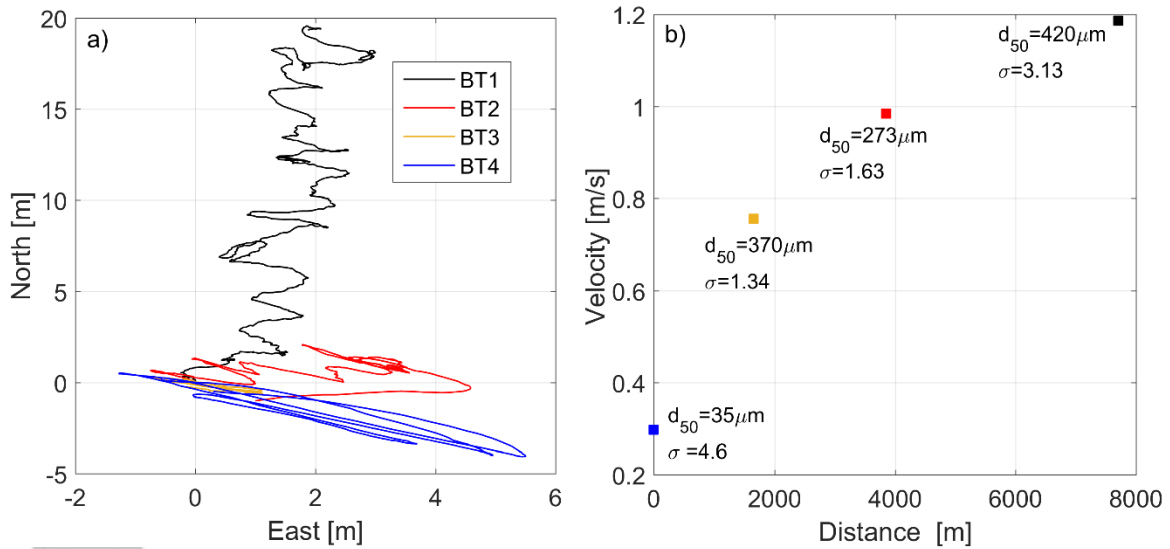 a)
20
15
10
5
0
-5
-2
0
2
4
6
North [m]
East [m]
BT1
BT2
BT3
BT4
b)
1.2
1
0.8
0.6
0.4
0.2
0
2000
4000
6000
8000
Velocity [m/s]
Distance [m]
d50=420μm
σ=3.13
d50=273μm
σ=1.63
d50=370μm
σ=1.34
d50=35μm
σ =4.6